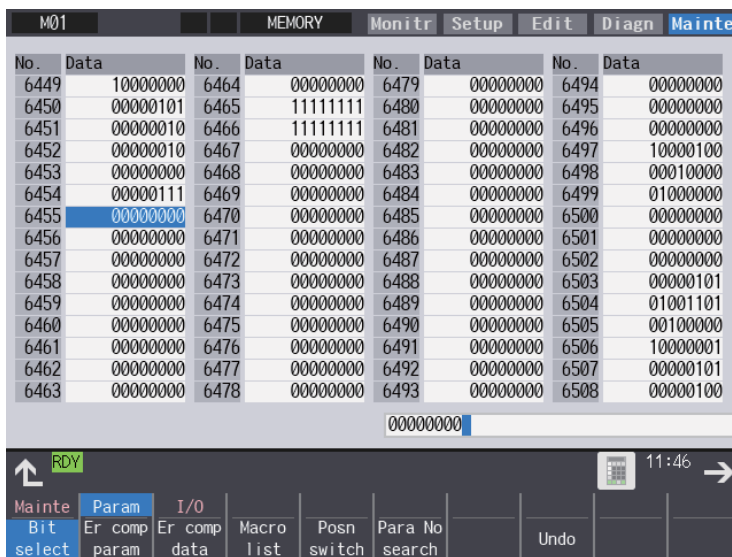 M01 MEMORY Monitr Setup Edit Diagn Mainte
No. Data No. Data No. Data No. Data
6449 10000000 6464 00000000 6479 00000000 6494 00000000
6450 00000101 6465 11111111 6480 00000000 6495 00000000
6451 00000010 6466 11111111 6481 00000000 6496 00000000
6452 00000010 6467 00000000 6482 00000000 6497 10000100
6453 00000000 6468 00000000 6483 00000000 6498 00010000
6454 00000111 6469 00000000 6484 00000000 6499 01000000
6455 00000000 6470 00000000 6485 00000000 6500 00000000
6456 00000000 6471 00000000 6486 00000000 6501 00000000
6457 00000000 6472 00000000 6487 00000000 6502 00000000
6458 00000000 6473 00000000 6488 00000000 6503 00000101
6459 00000000 6474 00000000 6489 00000000 6504 01001101
6460 00000000 6475 00000000 6490 00000000 6505 00100000
6461 00000000 6476 00000000 6491 00000000 6506 10000001
6462 00000000 6477 00000000 6492 00000000 6507 00000101
6463 00000000 6478 00000000 6493 00000000 6508 00000100
00000000
RDY 11:46
Mainte Param I/O
Bit Er comp Er comp Macro Posn Para No Undo
select param data list switch search